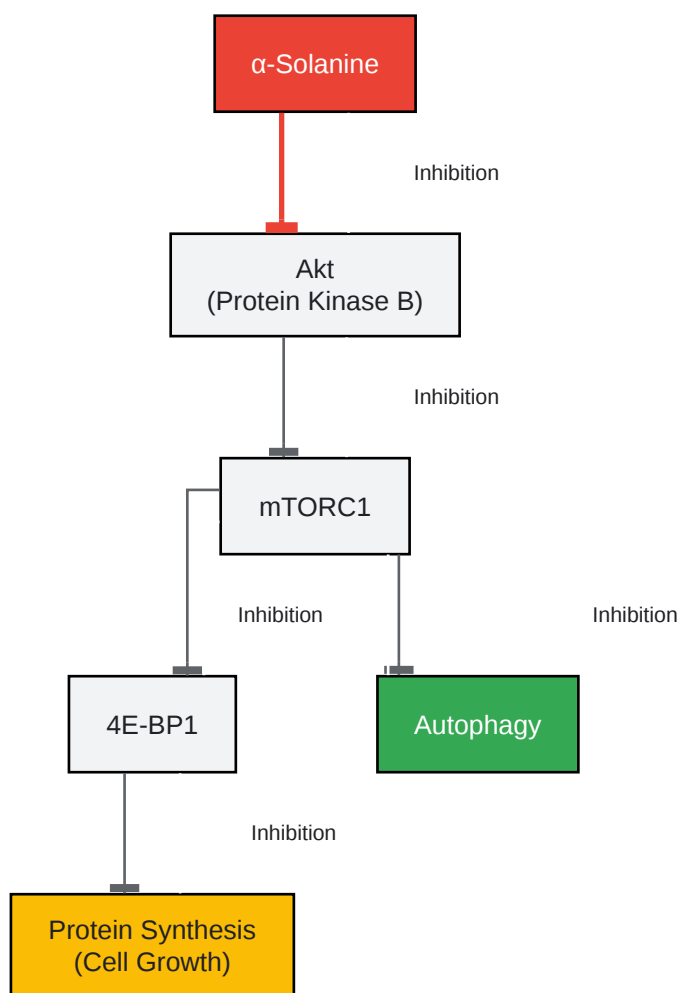 α-Solanine
Inhibition
Akt
(Protein Kinase B)
Inhibition
mTORC1
Inhibition
Inhibition
4E-BP1
Autophagy
Inhibition
Protein Synthesis
(Cell Growth)